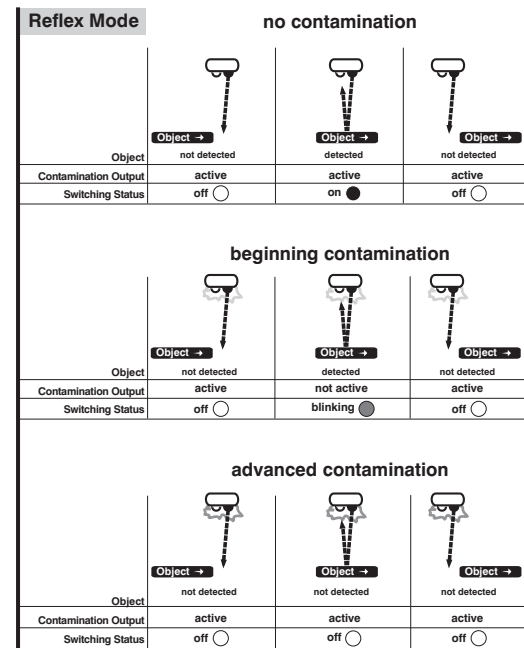 Reflex Mode
no contamination
Object → Object → Object →
Object not detected detected not detected
Contamination Output active active active
Switching Status off on off
beginning contamination
Object → Object → Object →
Object not detected detected not detected
Contamination Output active not active active
Switching Status off blinking off
advanced contamination
Object → Object → Object →
not detected not detected not detected
Object
Contamination Output active active active
Switching Status off off off